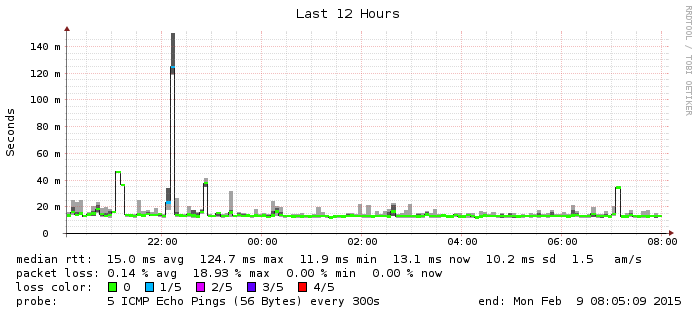 Last 12 Hours
RRDTOOL / TOBI OETIKER
Seconds
140 m
120 m
100 m
80 m
60 m
40 m
20 m
0
22:00 00:00 02:00 04:00 06:00 08:00
median rtt: 15.0 ms avg 124.7 ms max 11.9 ms min 13.1 ms now 10.2 ms sd 1.5 am/s
packet loss: 0.14 % avg 18.93 % max 0.00 % min 0.00 % now
loss color: 0 1/5 2/5 3/5 4/5
probe: 5 ICMP Echo Pings (56 Bytes) every 300s end: Mon Feb 9 08:05:09 2015